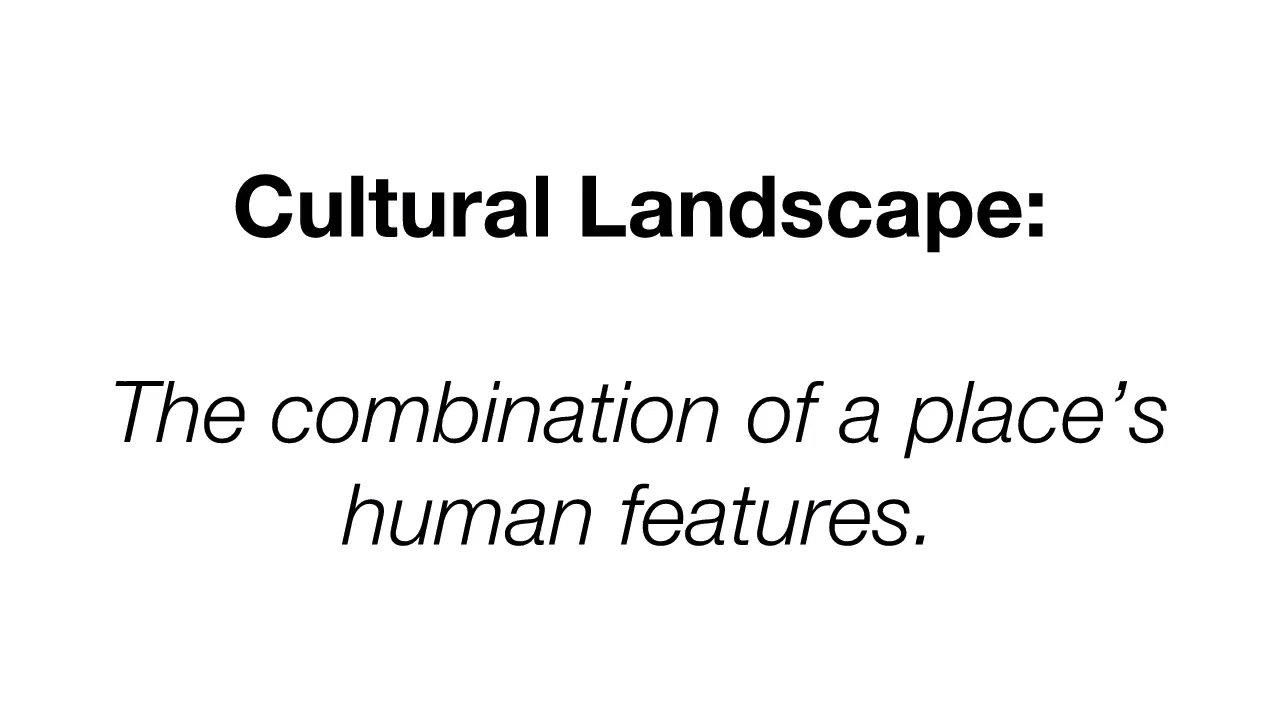 Cultural Landscape:
The combination of a place’s
human features.